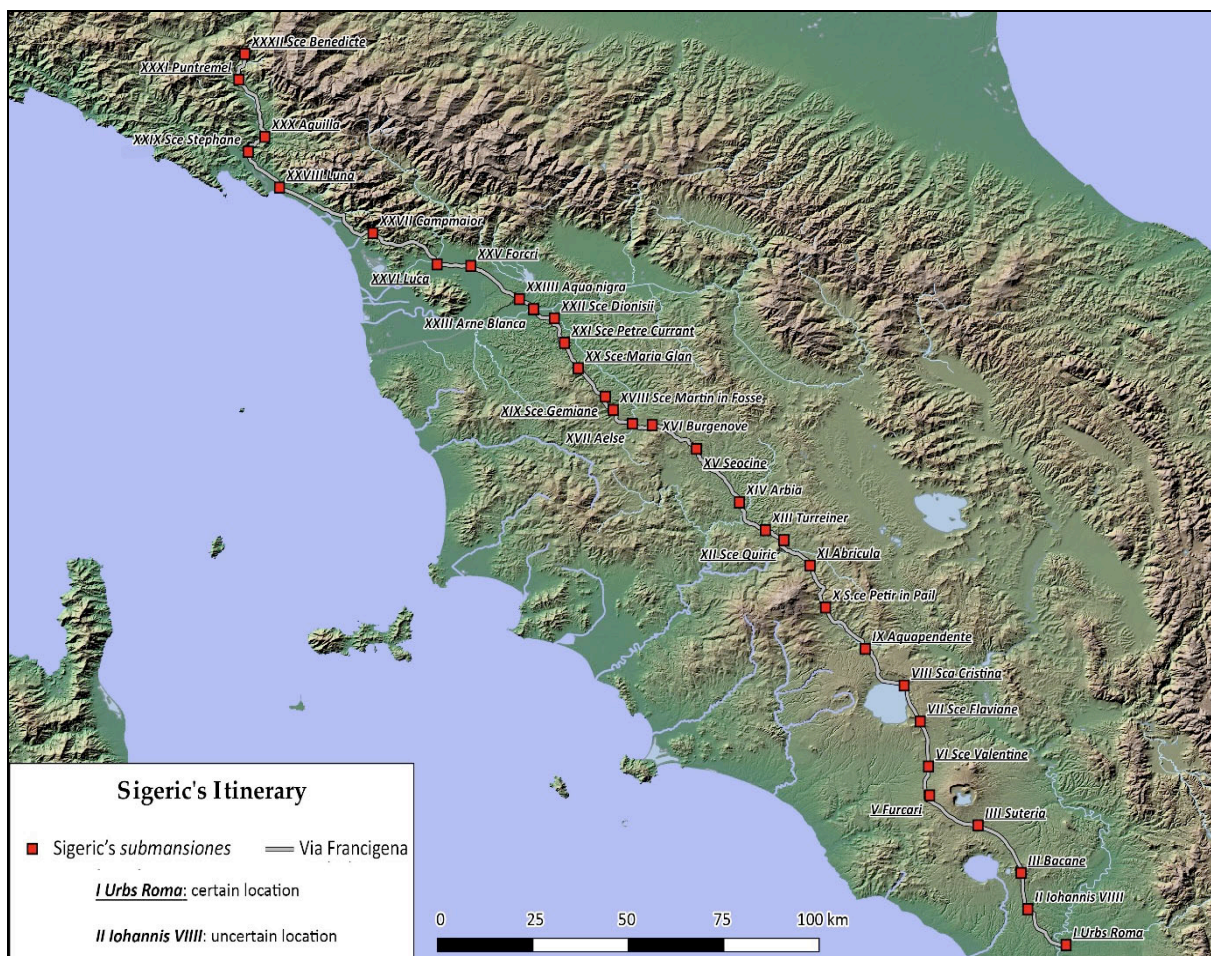 XXXII Sce Benedicte
XXXI Puntremel
XXX Aguilla
XXIX Sce Stephane
XXVIII Luna
XXVII Campmaior
XXV Forcri
XXVI Luca
XXIIII Aqua nigra
XXII Sce Dionisii
XXIII Arne Blanca
XXI Sce Petre Currant
XX Sce Maria Glan
XVIII Sce Martin in Fosse
XIX Sce Gemiane
XVI Burgenove
XVII Aelse
XV Seocine
XIV Arbia
XIII Turreiner
XII Sce Quiric
XI Abricula
X S.ce Petir in Pail
IX Aquapendente
VIII Sca Cristina
VII Sce Flaviane
VI Sce Valentine
V Furcari
IIII Suteria
III Bacane
II Iohannis VIIII
I Urbs Roma
Sigeric's Itinerary
Sigeric's submansiones
Via Francigena
I Urbs Roma: certain location
II Iohannis VIIII: uncertain location
0 25 50 75 100 km